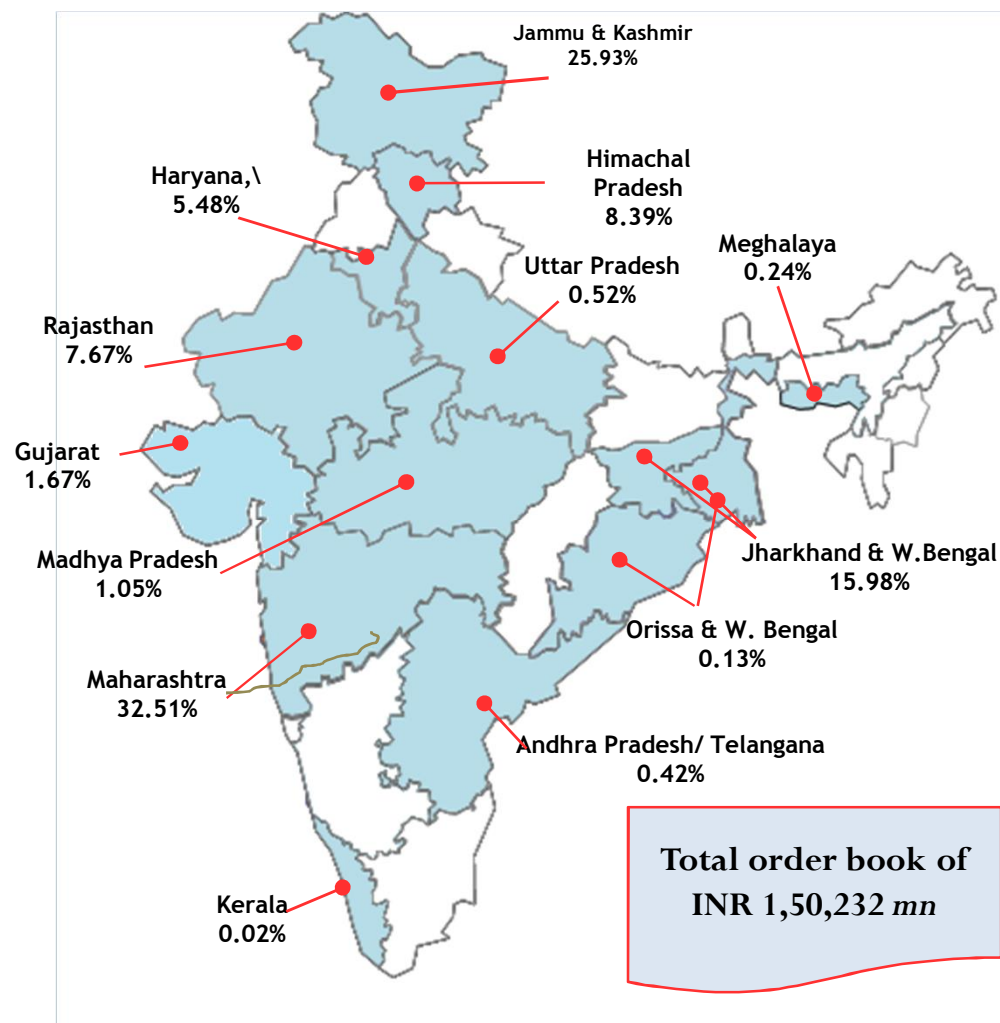 Jammu & Kashmir
25.93%
Himachal
Pradesh
8.39%
Haryana,\
5.48%
Meghalaya
0.24%
Uttar Pradesh
0.52%
Rajasthan
7.67%
Gujarat
1.67%
Madhya Pradesh
1.05%
Jharkhand & W.Bengal
15.98%
Orissa & W. Bengal
0.13%
Maharashtra
32.51%
Andhra Pradesh/ Telangana
0.42%
Kerala
0.02%
Total order book of
INR 1,50,232 mn